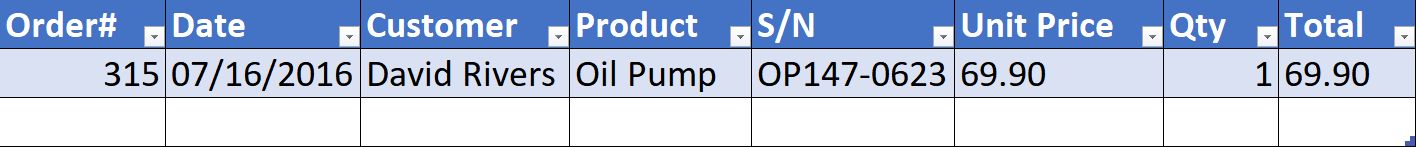 Order# Date Customer Product S/N Unit Price Qty Total
315 07/16/2016 David Rivers Oil Pump OP147-0623 69.90 1 69.90